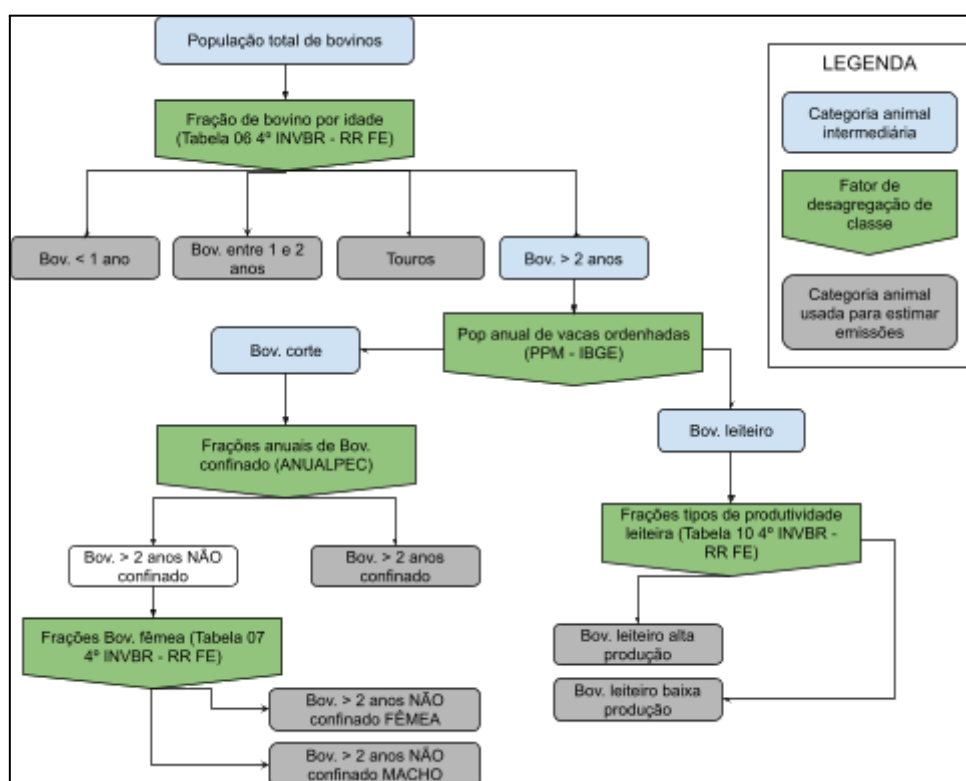 População total de bovinos
LEGENDA
Categoria animal
intermediária
Fração de bovino por idade
(Tabela 06 4º INVBR - RR FE)
Fator de
desagregação de
classe
Bov. < 1 ano
Bov. entre 1 e 2
anos
Touros
Bov. > 2 anos
Categoria animal
usada para estimar
emissões
Pop anual de vacas ordenhadas
(PPM - IBGE)
Bov. corte
Bov. leiteiro
Frações anuais de Bov.
confinado (ANUALPEC)
Frações tipos de produtividade
leiteira (Tabela 10 4º INVBR -
RR FE)
Bov. > 2 anos NÃO
confinado
Bov. > 2 anos
confinado
Frações Bov. fêmea (Tabela 07
4º INVBR - RR FE)
Bov. leiteiro alta
produção
Bov. leiteiro baixa
produção
Bov. > 2 anos NÃO
confinado FÊMEA
Bov. > 2 anos NÃO
confinado MACHO